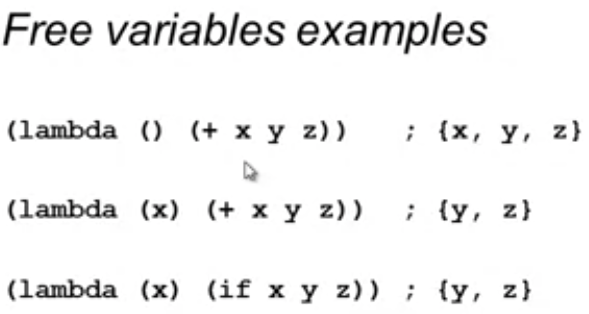 Free variables examples
(lambda () (+ x y z)) ; {x, y, z}
(lambda (x) (+ x y z)) ; {y, z}
(lambda (x) (if x y z)) ; {y, z}